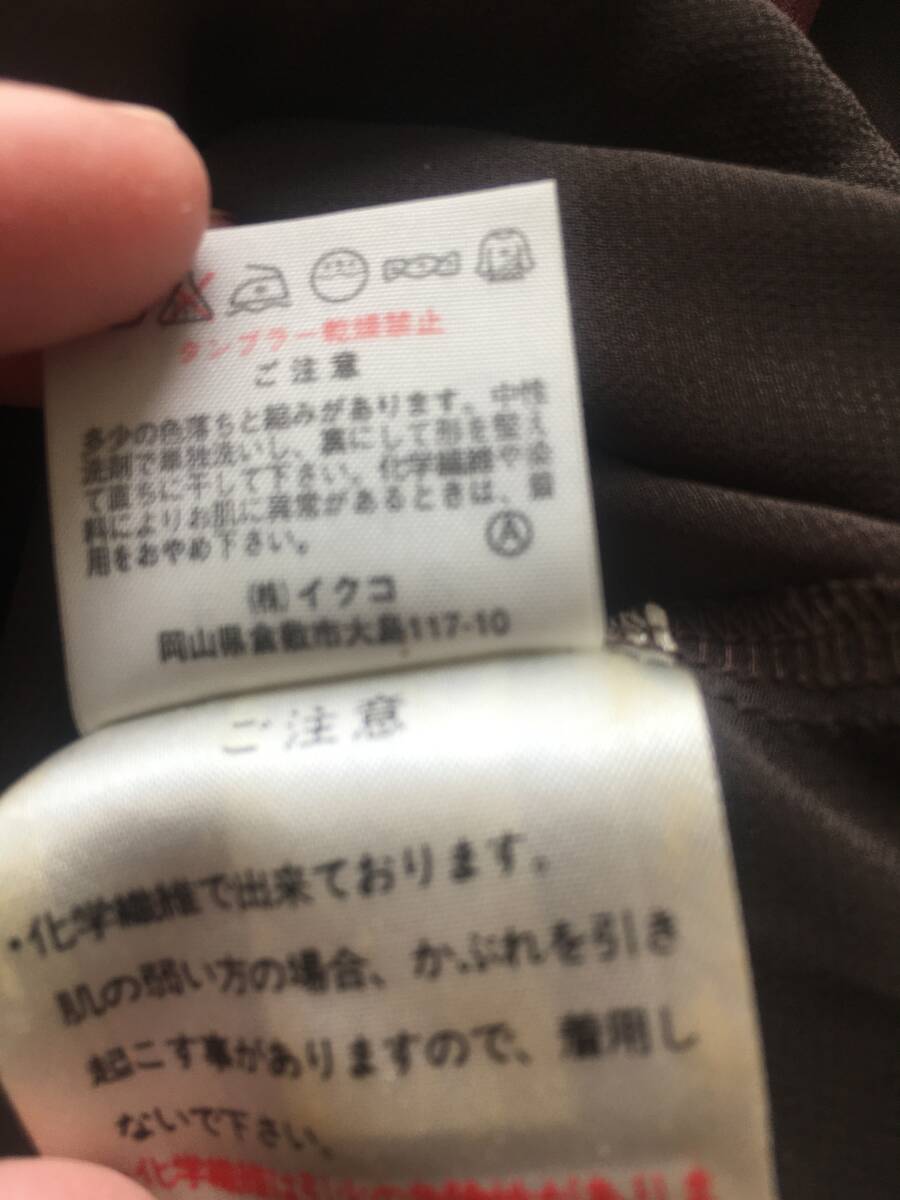 タンブラー乾燥禁止
ご注意
多少の色落ちと縮みがあります。中性
洗剤で単独洗いし、裏にして形を整え
て直ちに干して下さい。化学繊維や染
料によりお肌に異常があるときは、着
用をおやめ下さい。
Ⓐ
(株)イクコ
岡山県倉敷市大畠117-10
ご注意
・化学繊維で出来ております。
肌の弱い方の場合、かぶれを引き
起こす事がありますので、着用し
ないで下さい。